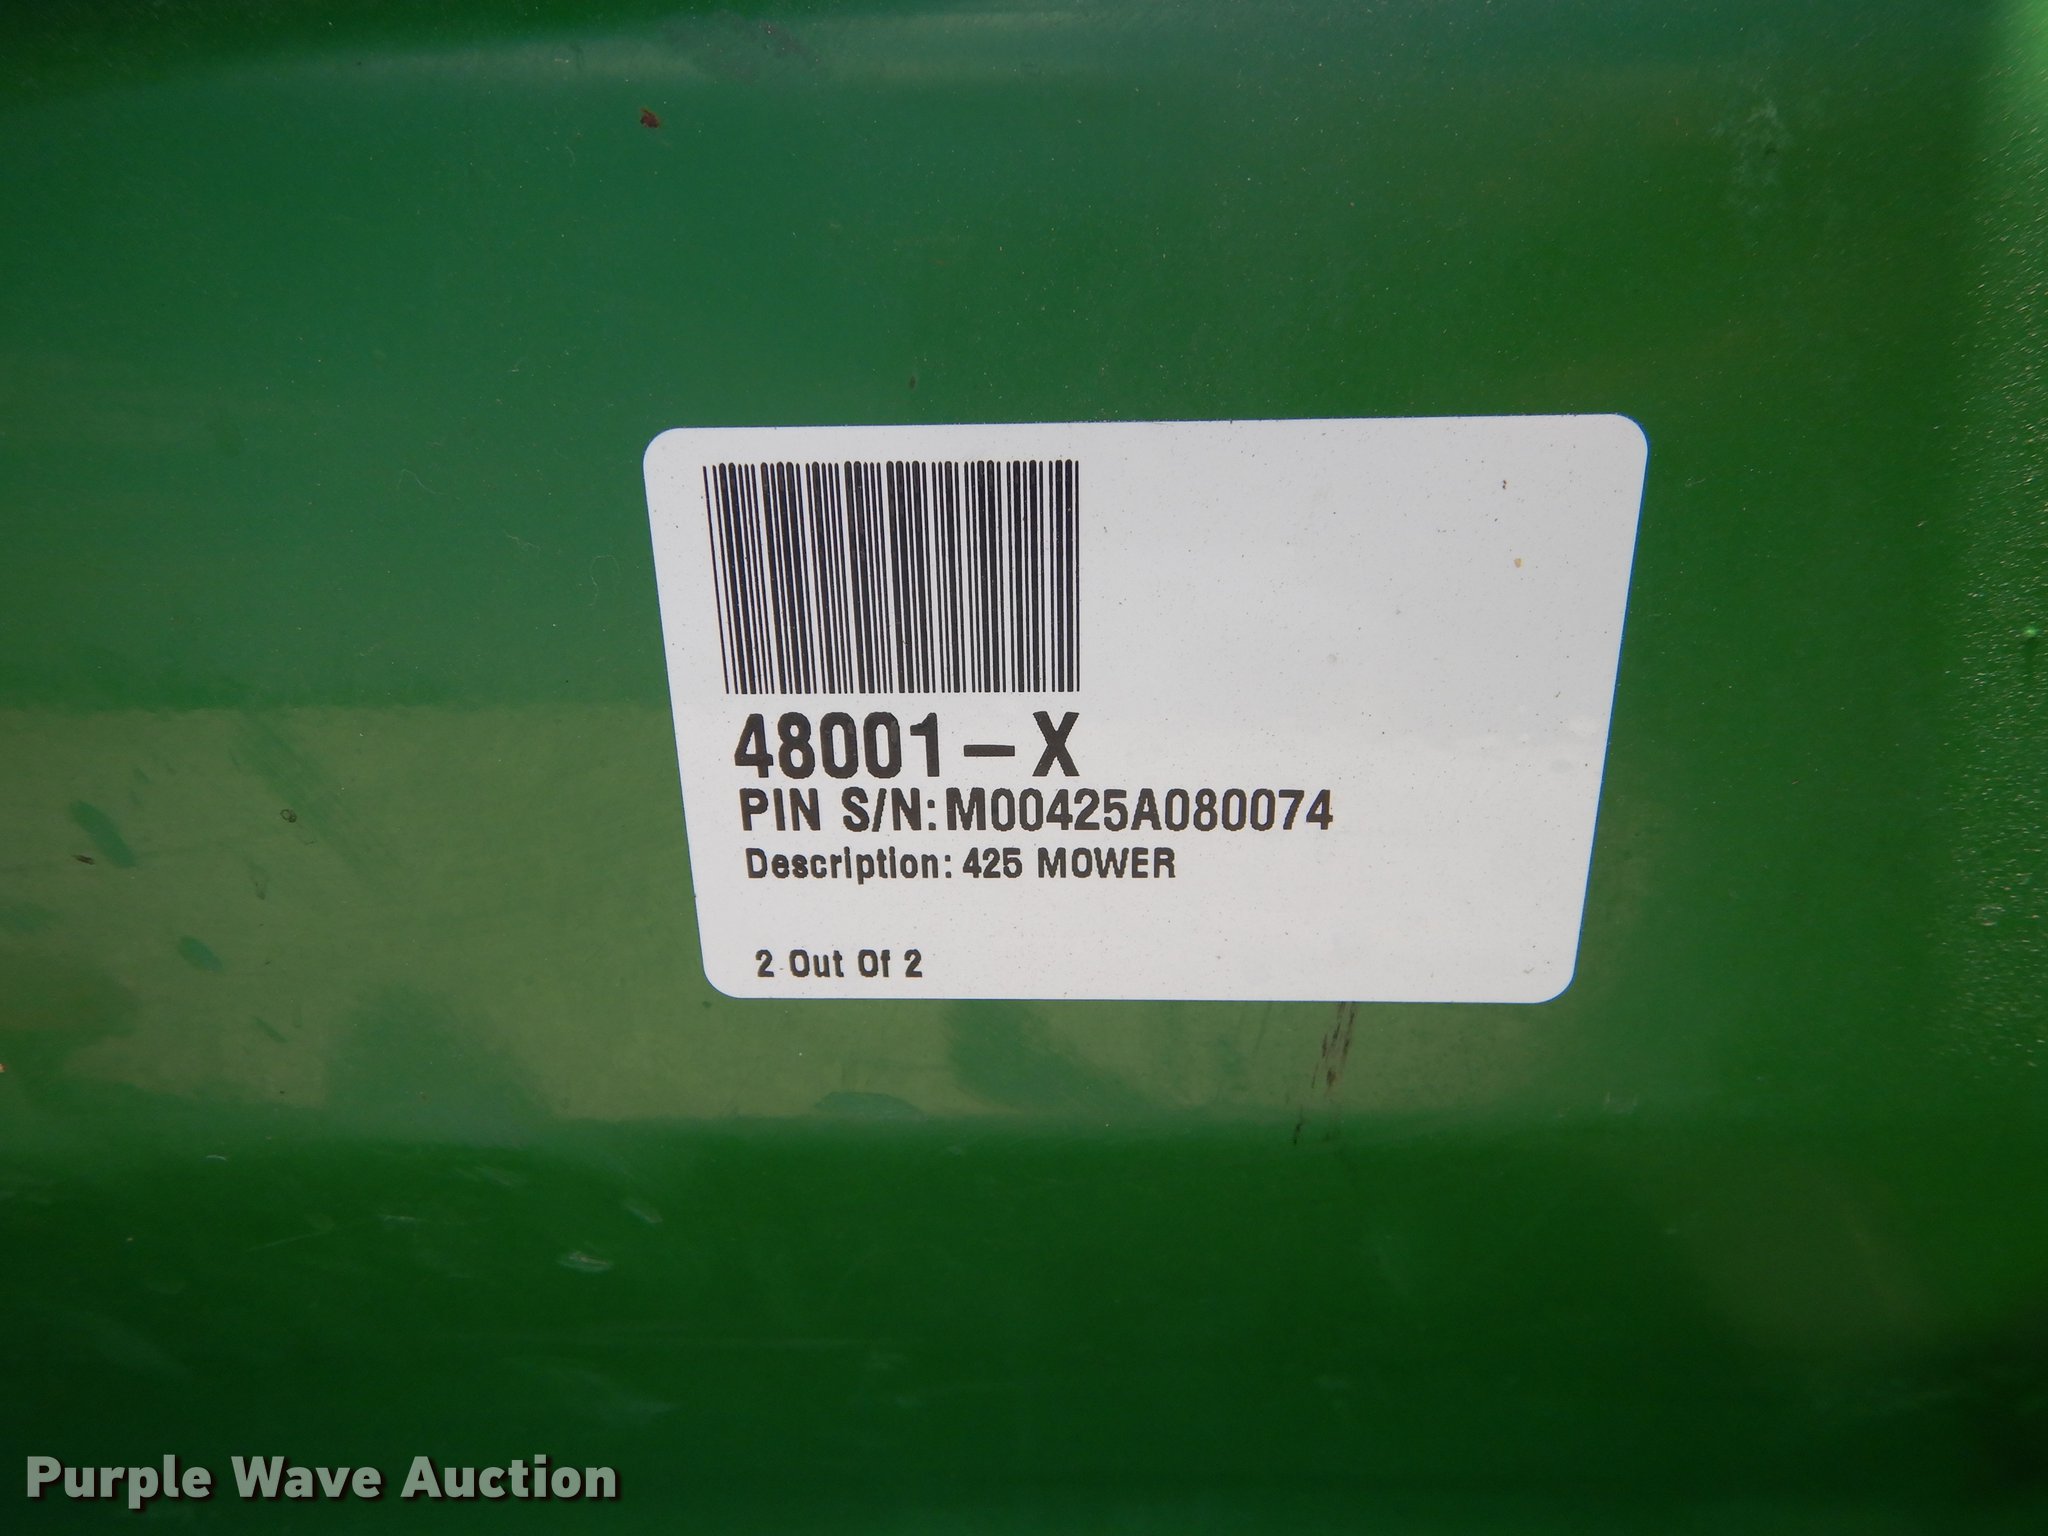 48001-X
PIN S/N:M00425A080074
Description: 425 MOWER
2 Out Of 2
Purple Wave Auction